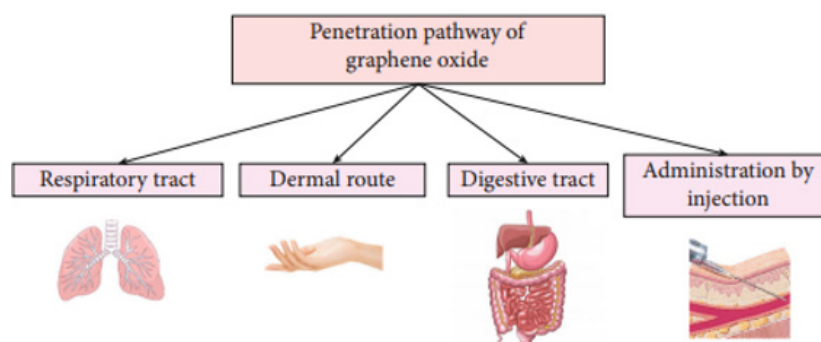 Penetration pathway of
graphene oxide
Respiratory tract
Dermal route
Digestive tract
Administration by
injection